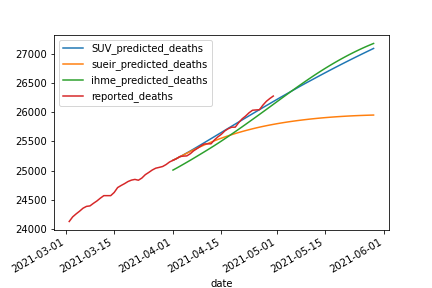 SUV_predicted_deaths
sueir_predicted_deaths
ihme_predicted_deaths
reported_deaths
27000
26500
26000
25500
25000
24500
24000
2021-03-01
2021-03-15
2021-04-01
2021-04-15
2021-05-01
2021-05-15
2021-06-01
date